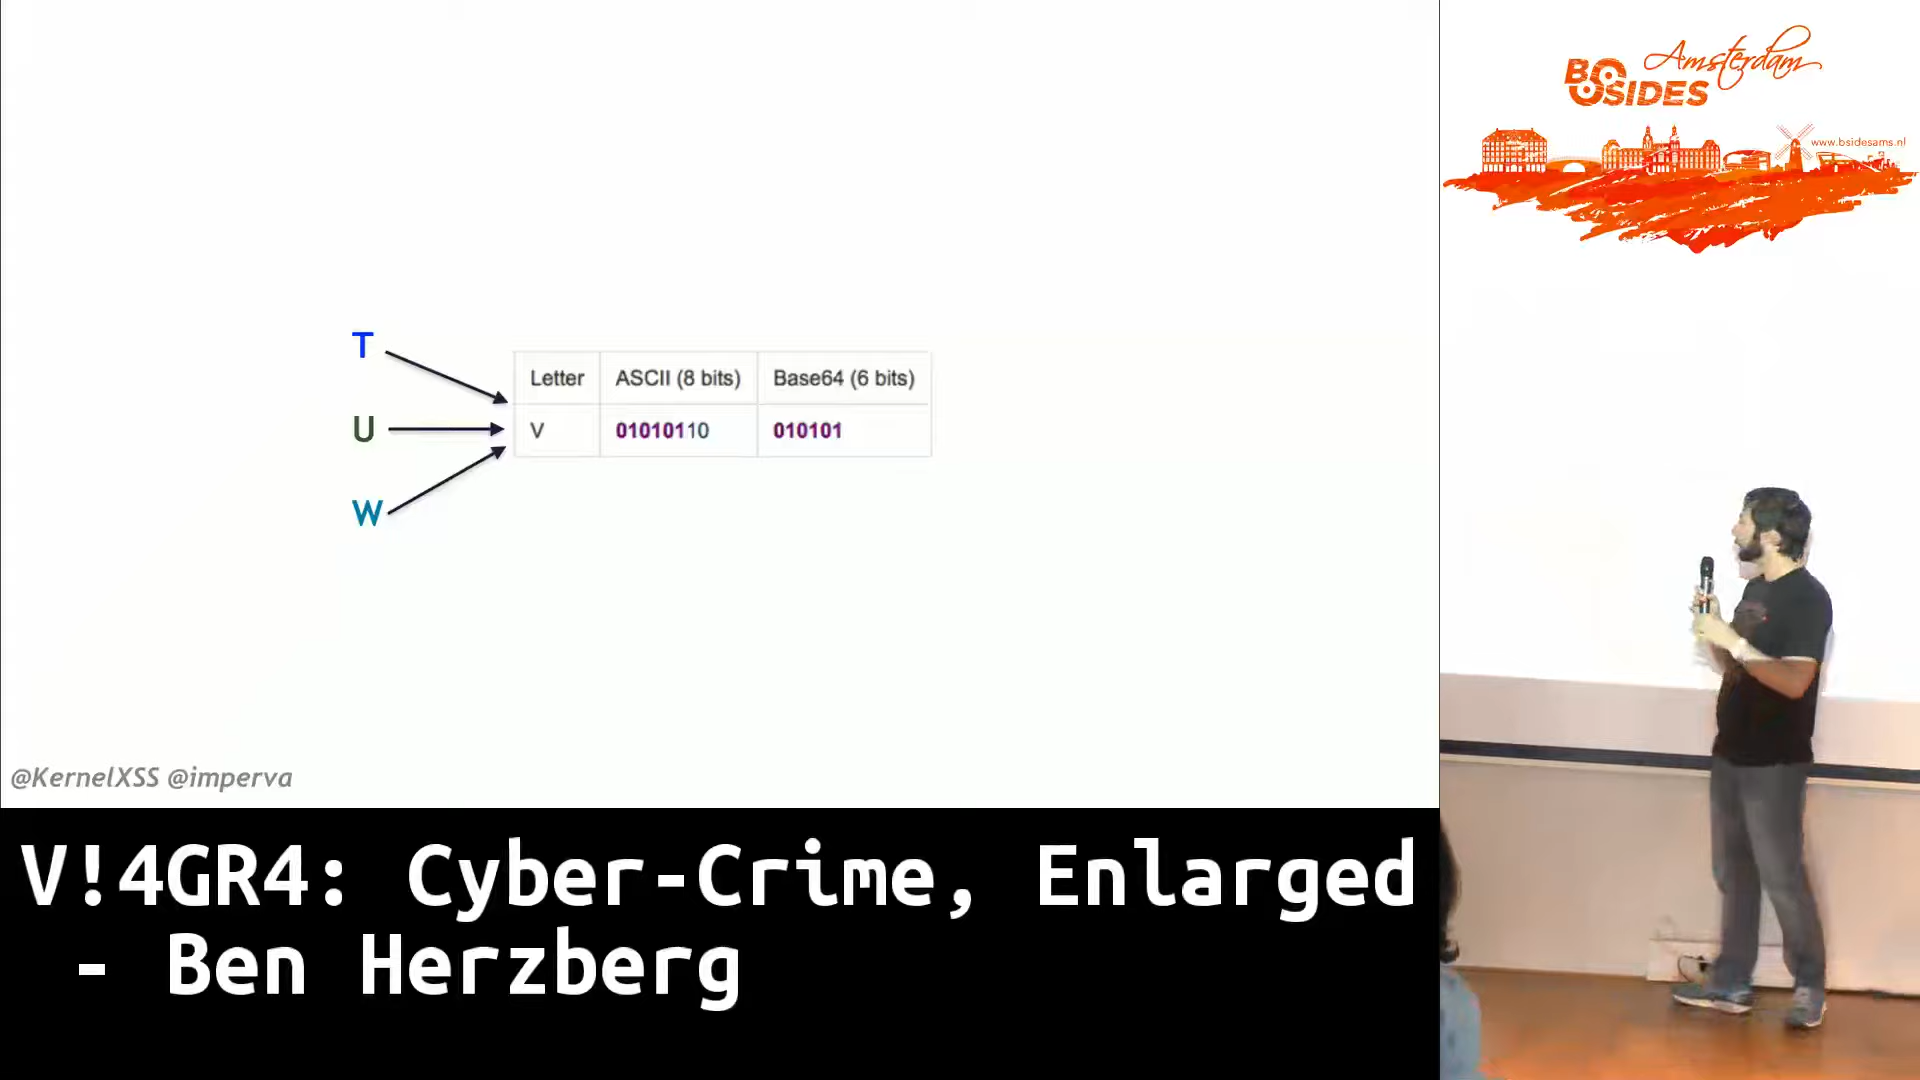 T
U
W
Letter ASCII (8 bits) Base64 (6 bits)
V 01010110 010101
@KernelXSS @imperva
V!4GR4: Cyber-Crime, Enlarged
- Ben Herzberg
Amsterdam
BSIDES
www.bsidesams.nl